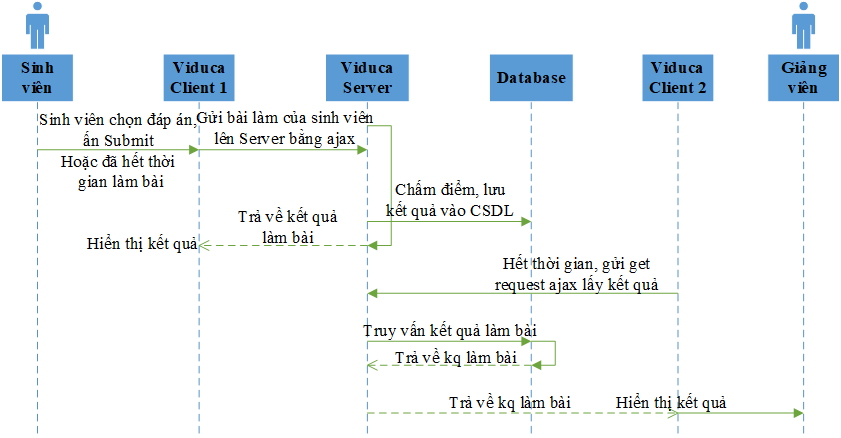 Sinh
viên
Viduca
Client 1
Viduca
Server
Database
Viduca
Client 2
Giảng
viên
Sinh viên chọn đáp án,
ấn Submit
Hoặc đã hết thời
gian làm bài
Gửi bài làm của sinh viên
lên Server bằng ajax
Chấm điểm, lưu
kết quả vào CSDL
Trả về kết quả
làm bài
Hiển thị kết quả
Hết thời gian, gửi get
request ajax lấy kết quả
Truy vấn kết quả làm bài
Trả về kq làm bài
Trả về kq làm bài
Hiển thị kết quả